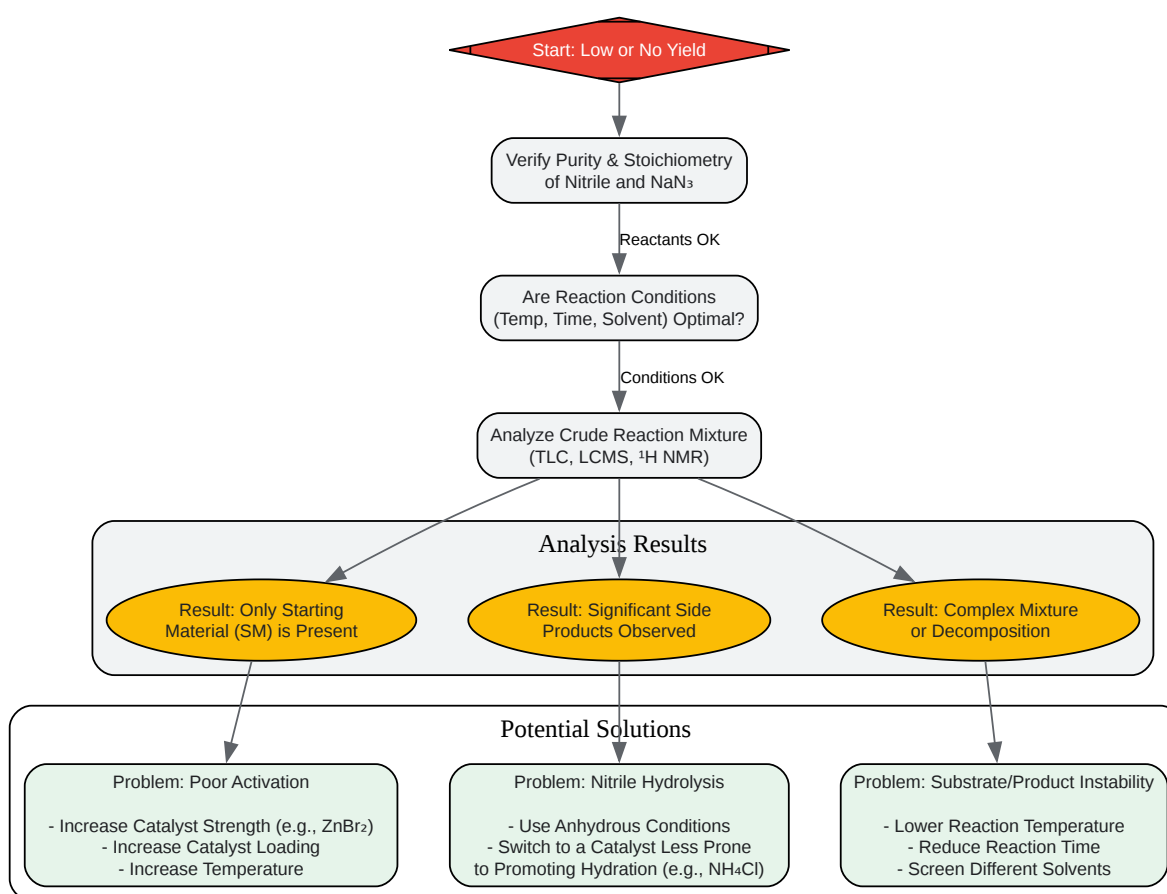 Start: Low or No Yield
Verify Purity & Stoichiometry
of Nitrile and NaN₃
Reactants OK
Are Reaction Conditions
(Temp, Time, Solvent) Optimal?
Conditions OK
Analyze Crude Reaction Mixture
(TLC, LCMS, ¹H NMR)
Analysis Results
Result: Only Starting
Material (SM) is Present
Result: Significant Side
Products Observed
Result: Complex Mixture
or Decomposition
Potential Solutions
Problem: Poor Activation
- Increase Catalyst Strength (e.g., ZnBr₂)
- Increase Catalyst Loading
- Increase Temperature
Problem: Nitrile Hydrolysis
- Use Anhydrous Conditions
- Switch to a Catalyst Less Prone
to Promoting Hydration (e.g., NH₄Cl)
Problem: Substrate/Product Instability
- Lower Reaction Temperature
- Reduce Reaction Time
- Screen Different Solvents